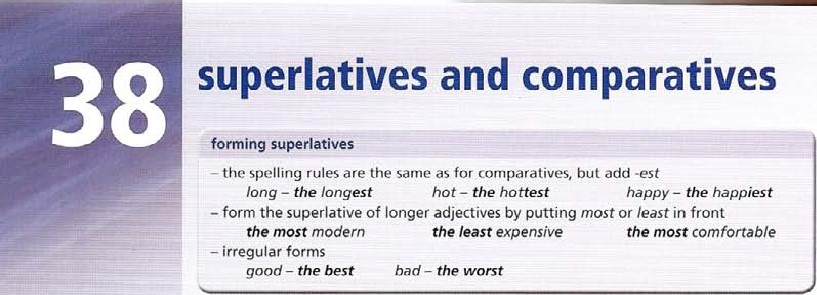 38
superlatives and comparatives
forming superlatives
– the spelling rules are the same as for comparatives, but add -est
long – the longest hot – the hottest happy – the happiest
– form the superlative of longer adjectives by putting most or least in front
the most modern the least expensive the most comfortable
– irregular forms
good – the best bad – the worst